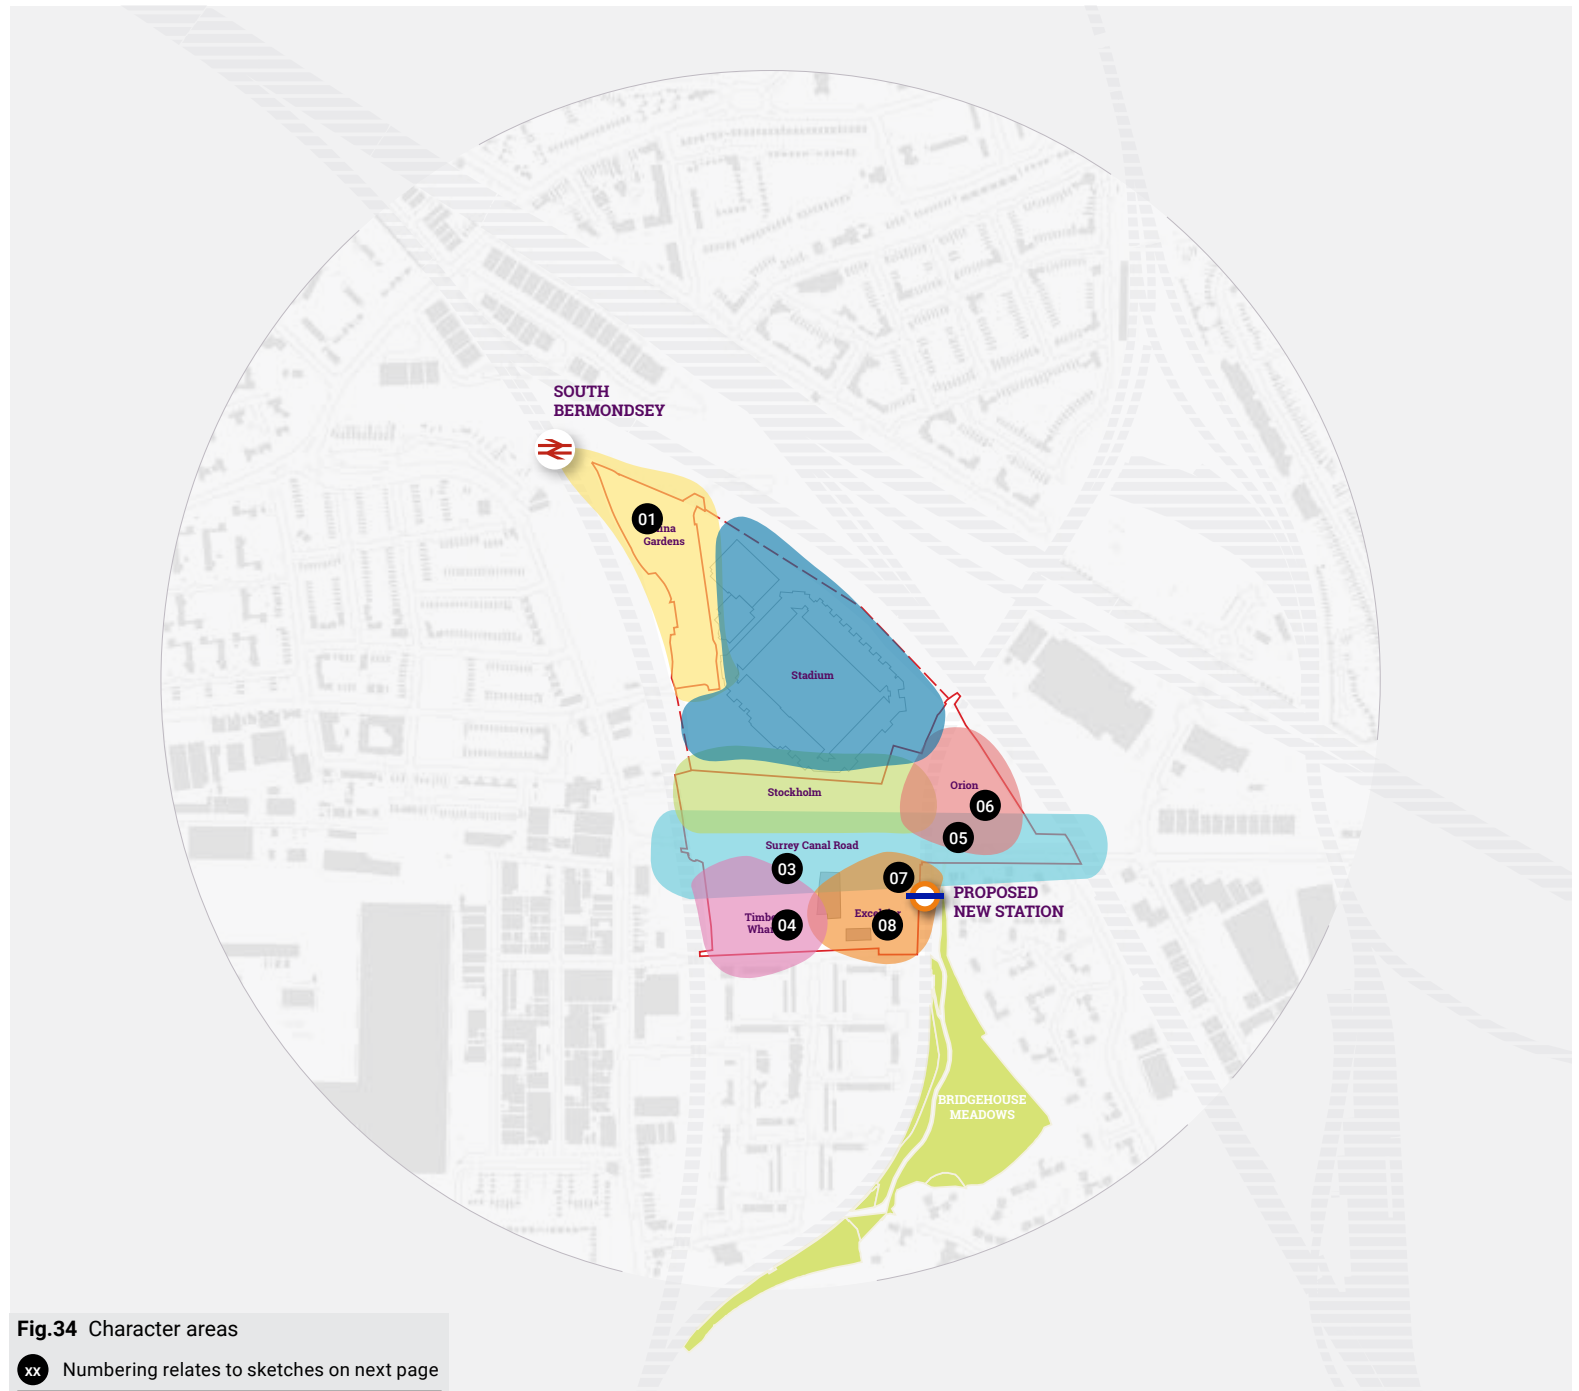 SOUTH
BERMONDSEY
01
Gardens
Stadium
Stockholm
Orion
06
05
Surrey Canal Road
03
07
PROPOSED
NEW STATION
04
08
BRIDGEHOUSE
MEADOWS
Fig.34 Character areas
xx Numbering relates to sketches on next page